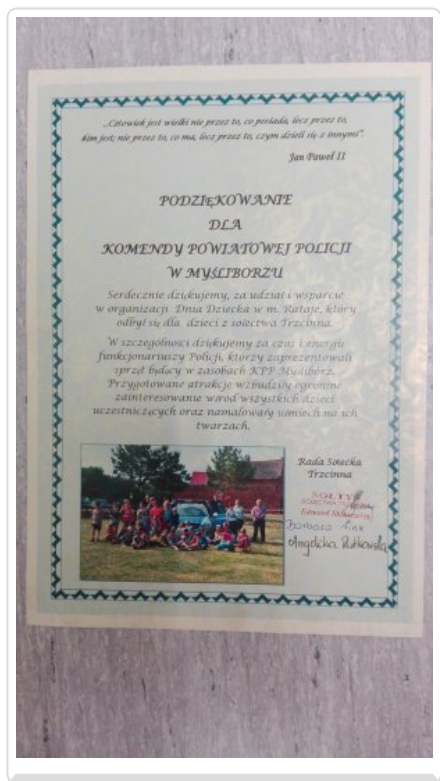 „Człowiek jest wielki nie przez to, co posiada, lecz przez to,
kim jest; nie przez to, co ma, lecz przez to, czym dzieli się z innymi”.
Jan Paweł II
PODZIĘKOWANIE
DLA
KOMENDY POWIATOWEJ POLICJI
W MYŚLIBORZU
Serdecznie dziękujemy, za udział i wsparcie
w organizacji Dnia Dziecka w m. Rataje, który
odbył się dla dzieci z sołectwa Trzcinna.
W szczególności dziękujemy za czas i energię
funkcjonariuszy Policji, którzy zaprezentowali
sprzęt będący w zasobach KPP Myślibórz.
Przygotowane atrakcje wzbudziły ogromne
zainteresowanie wśród wszystkich dzieci
uczestniczących oraz namalowały uśmiech na ich
twarzach.
Rada Sołecka
Trzcinna
SOŁTYS
Edward
Barbara
Angelika Rutkowska